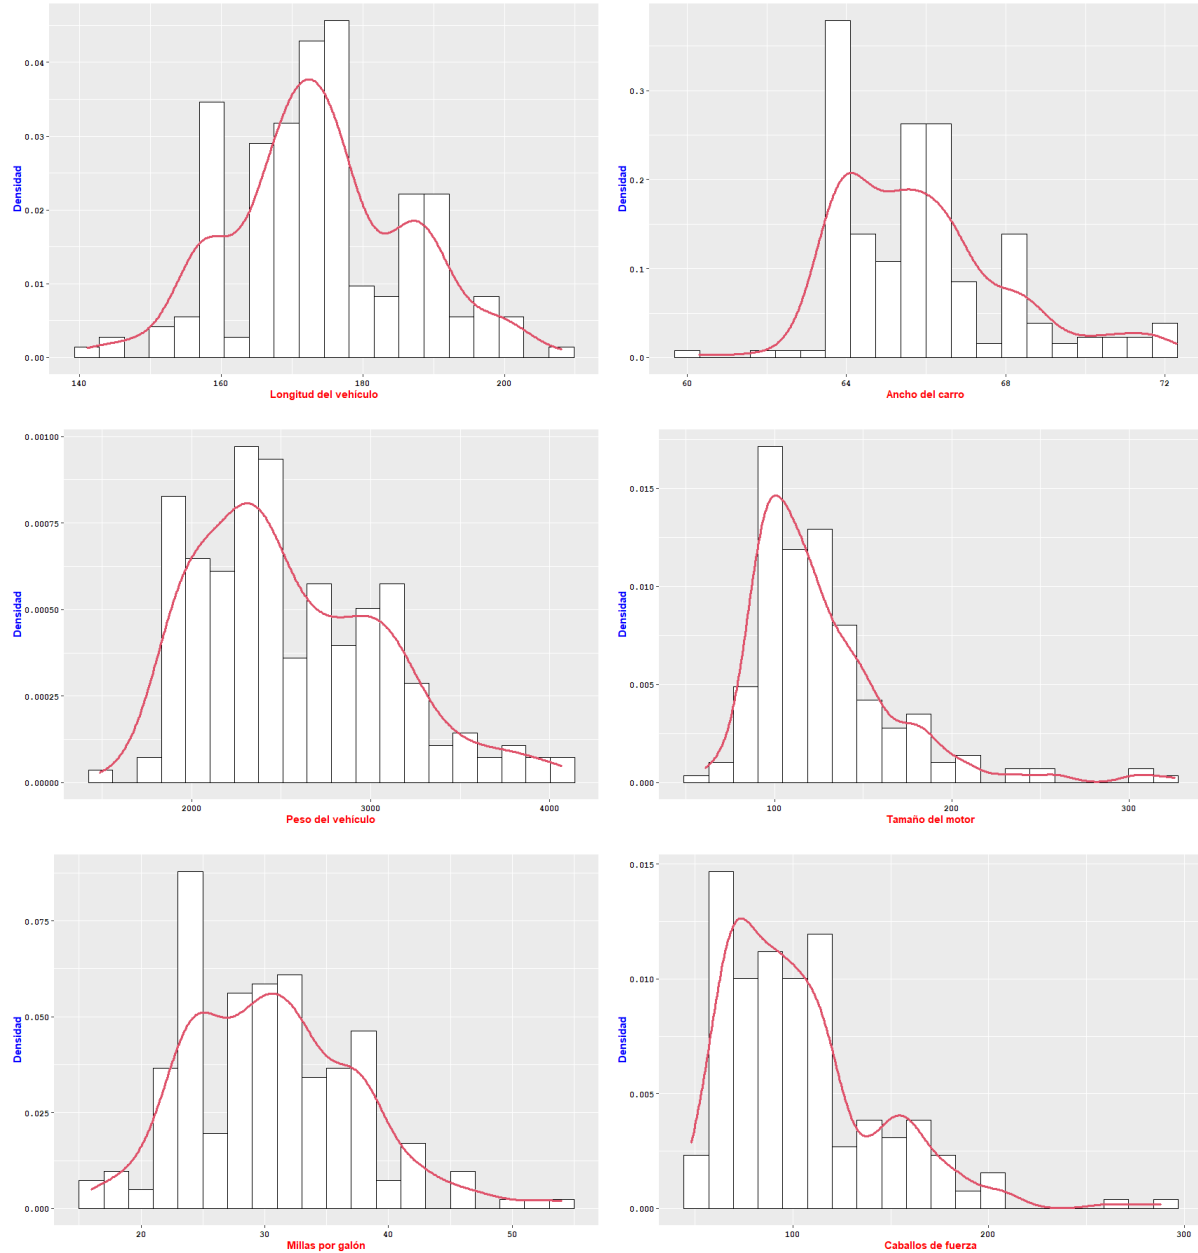 Densidad
0.04
0.03
0.02
0.01
0.00
140 160 180 200
Longitud del vehículo
Densidad
0.3
0.2
0.1
0.0
60 64 68 72
Ancho del carro
Densidad
0.00100
0.00075
0.00050
0.00025
0.00000
2000 3000 4000
Peso del vehículo
Densidad
0.015
0.010
0.005
0.000
100 200 300
Tamaño del motor
Densidad
0.075
0.050
0.025
0.000
20 30 40 50
Millas por galón
Densidad
0.015
0.010
0.005
0.000
100 200 300
Caballos de fuerza